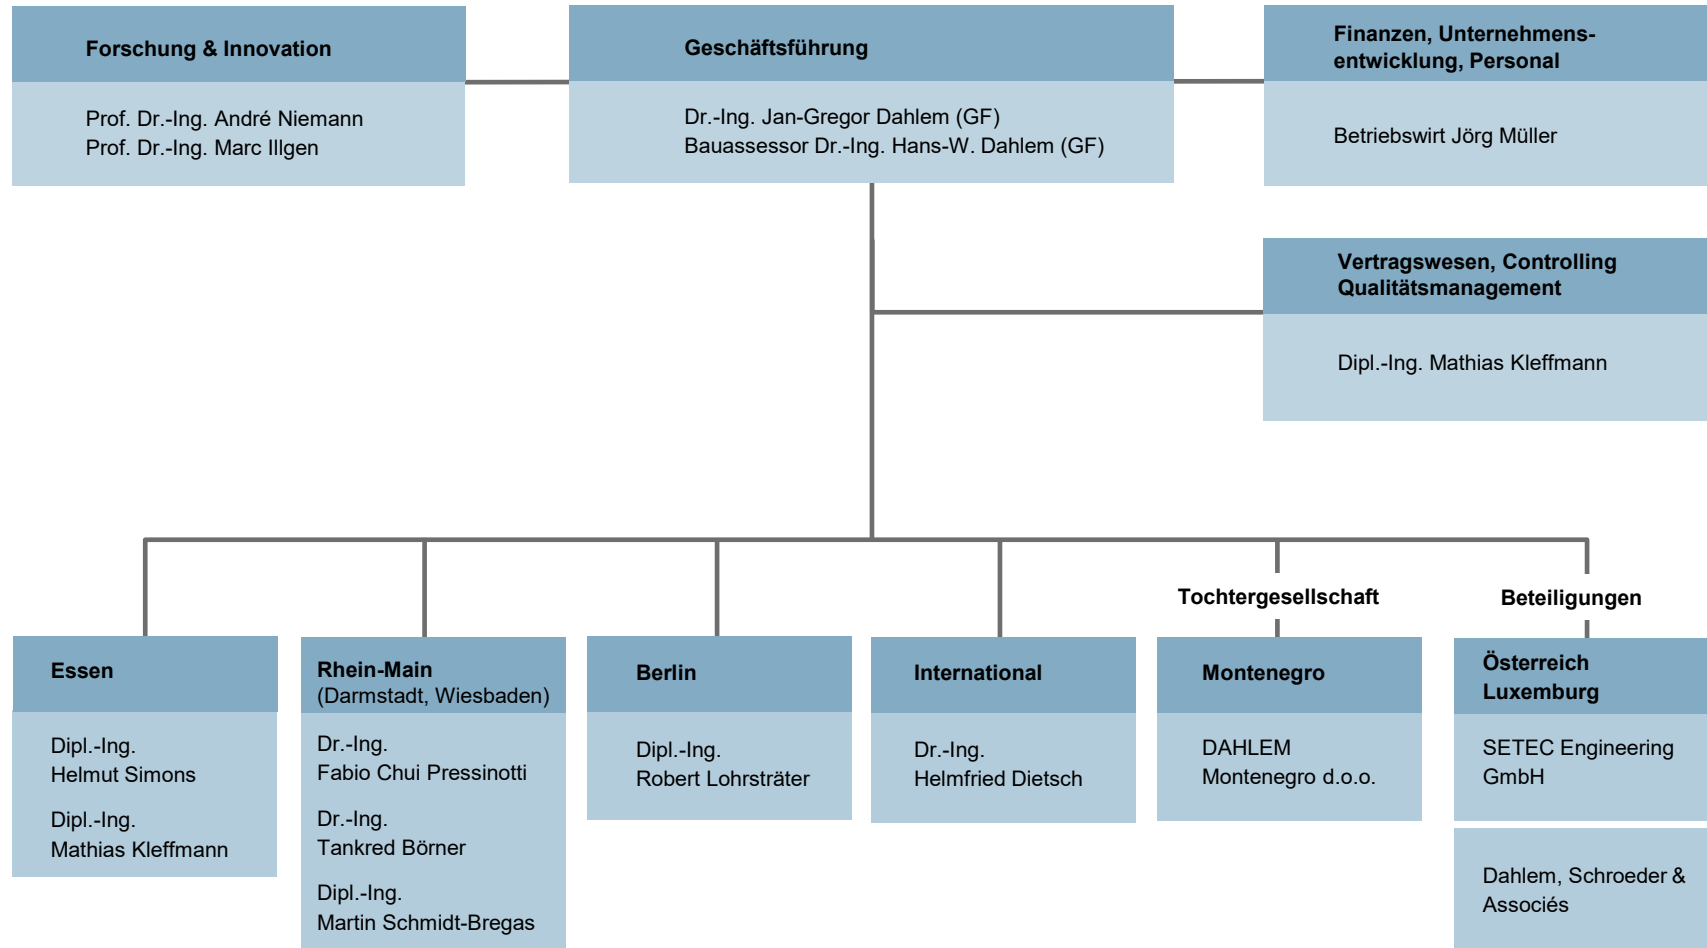 Forschung & Innovation
Prof. Dr.-Ing. André Niemann
Prof. Dr.-Ing. Marc Illgen
Geschäftsführung
Dr.-Ing. Jan-Gregor Dahlem (GF)
Bauassessor Dr.-Ing. Hans-W. Dahlem (GF)
Finanzen, Unternehmens-
entwicklung, Personal
Betriebswirt Jörg Müller
Vertragswesen, Controlling
Qualitätsmanagement
Dipl.-Ing. Mathias Kleffmann
Essen
Dipl.-Ing.
Helmut Simons
Dipl.-Ing.
Mathias Kleffmann
Rhein-Main
(Darmstadt, Wiesbaden)
Dr.-Ing.
Fabio Chui Pressinotti
Dr.-Ing.
Tankred Börner
Dipl.-Ing.
Martin Schmidt-Bregas
Berlin
Dipl.-Ing.
Robert Lohrsträter
International
Dr.-Ing.
Helmfried Dietsch
Tochtergesellschaft
Montenegro
DAHLEM
Montenegro d.o.o.
Beteiligungen
Österreich
Luxemburg
SETEC Engineering
GmbH
Dahlem, Schroeder &
Associés